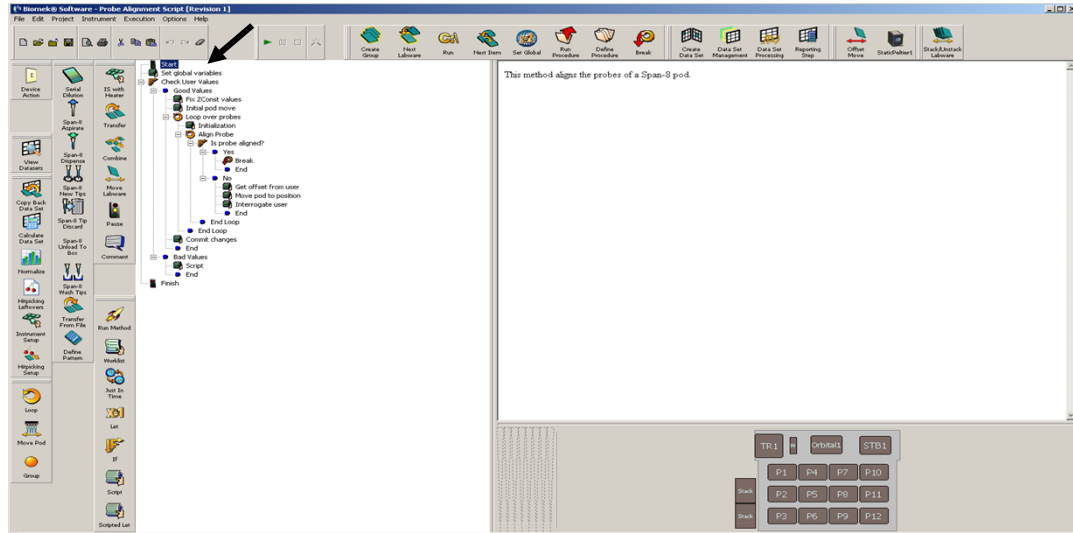 Biomek® Software - Probe Alignment Script [Revision 1]
File Edit Project Instrument Execution Options Help
Create Group
Next Labware
Run
Next Item
Set Global
Run Procedure
Define Procedure
Break
Create Data Set
Data Set Management
Data Set Processing
Reporting Step
Offset Move
StaticPeltier1
Stack/Unstack Labware
Device Action
View Datasets
Copy Back Data Set
Calculate Data Set
Normalize
Hitpicking Leftovers
Instrument Setup
Hitpicking Setup
Loop
Move Pod
Group
Serial Dilution
Span-8 Aspirate
Span-8 Dispense
Span-8 New Tips
Span-8 Tip Discard
Span-8 Unload To Box
Span-8 Wash Tips
Transfer From File
Define Pattern
IS with Heater
Transfer
Combine
Move Labware
Pause
Comment
Run Method
Worklist
Just In Time
Let
If
Script
Scripted Let
Start
Set global variables
Check User Values
Good Values
Fix ZConst values
Initial pod move
Loop over probes
Initialization
Align Probe
Is probe aligned?
Yes
Break
End
No
Get offset from user
Move pod to position
Interrogate user
End
End Loop
End Loop
Commit changes
End
Bad Values
Script
End
Finish
This method aligns the probes of a Span-8 pod.
TR1 Orbital1 STB1
P1 P4 P7 P10
Stack P2 P5 P8 P11
Stack P3 P6 P9 P12